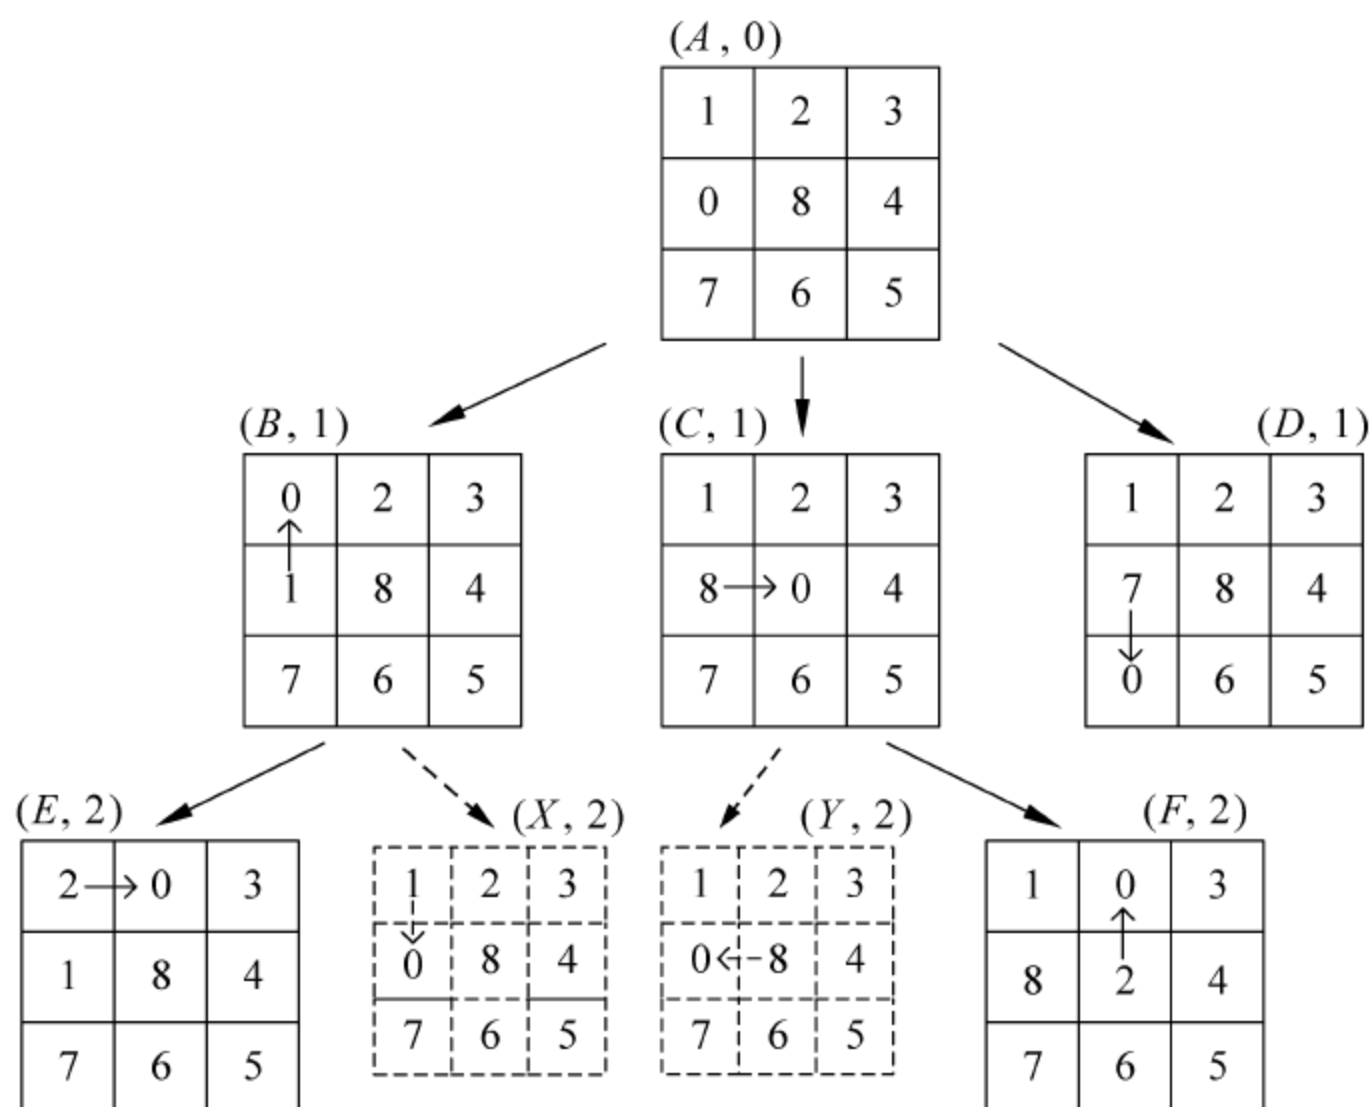 (A, 0)
1 2 3
0 8 4
7 6 5
(B, 1)
0 2 3
1 8 4
7 6 5
(C, 1)
1 2 3
8 0 4
7 6 5
(D, 1)
1 2 3
7 8 4
0 6 5
(E, 2)
2 0 3
1 8 4
7 6 5
(X, 2)
1 2 3
0 8 4
7 6 5
(Y, 2)
1 2 3
0 8 4
7 6 5
(F, 2)
1 0 3
8 2 4
7 6 5